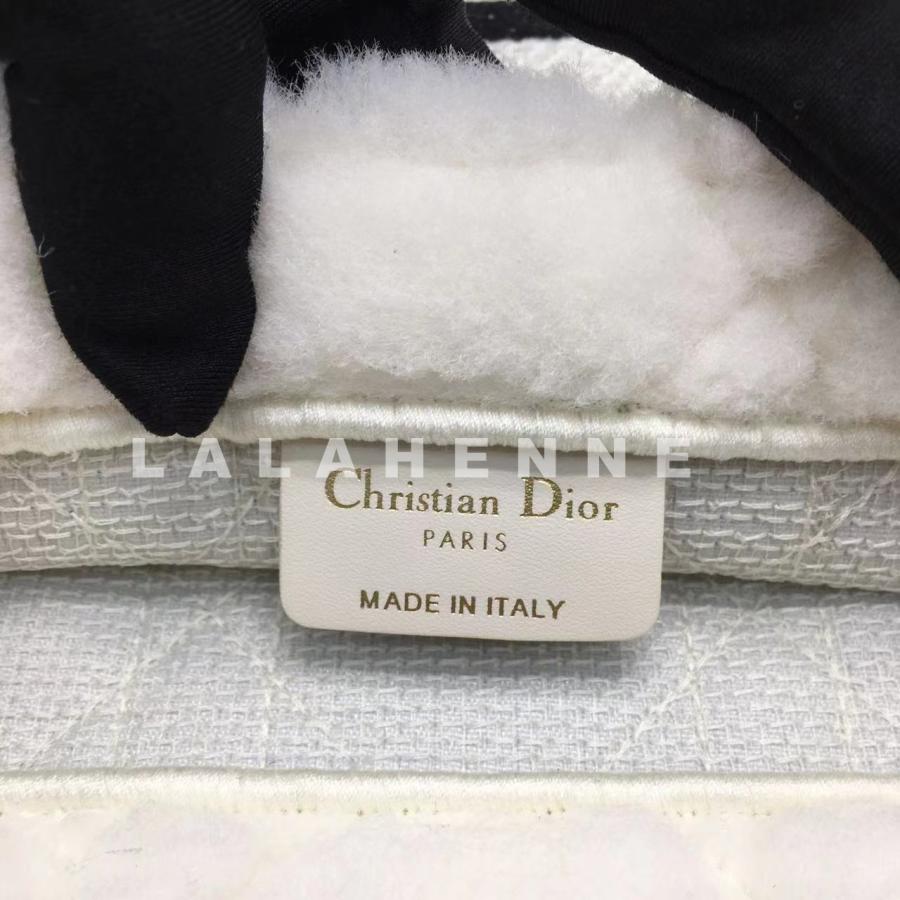 LALAHENNE
Christian Dior
PARIS
MADE IN ITALY